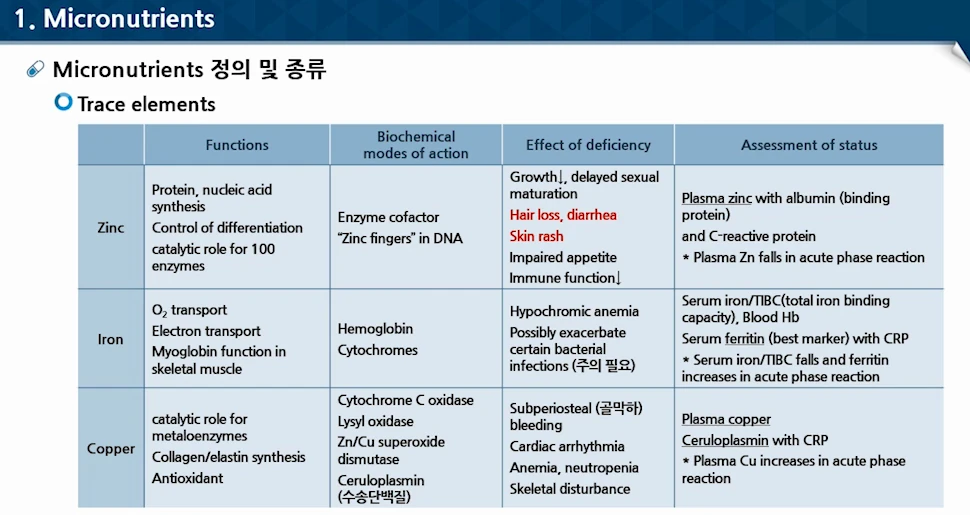 1. Micronutrients
Micronutrients 정의 및 종류
Trace elements
Functions
Biochemical
modes of action
Effect of deficiency
Assessment of status
Zinc
Protein, nucleic acid
synthesis
Control of differentiation
catalytic role for 100
enzymes
Enzyme cofactor
“Zinc fingers” in DNA
Growth↓, delayed sexual
maturation
Hair loss, diarrhea
Skin rash
Impaired appetite
Immune function↓
Plasma zinc with albumin (binding
protein)
and C-reactive protein
* Plasma Zn falls in acute phase reaction
Iron
O₂ transport
Electron transport
Myoglobin function in
skeletal muscle
Hemoglobin
Cytochromes
Hypochromic anemia
Possibly exacerbate
certain bacterial
infections (주의 필요)
Serum iron/TIBC(total iron binding
capacity), Blood Hb
Serum ferritin (best marker) with CRP
* Serum iron/TIBC falls and ferritin
increases in acute phase reaction
Copper
catalytic role for
metaloenzymes
Collagen/elastin synthesis
Antioxidant
Cytochrome C oxidase
Lysyl oxidase
Zn/Cu superoxide
dismutase
Ceruloplasmin
(수송단백질)
Subperiosteal (골막하)
bleeding
Cardiac arrhythmia
Anemia, neutropenia
Skeletal disturbance
Plasma copper
Ceruloplasmin with CRP
* Plasma Cu increases in acute phase
reaction